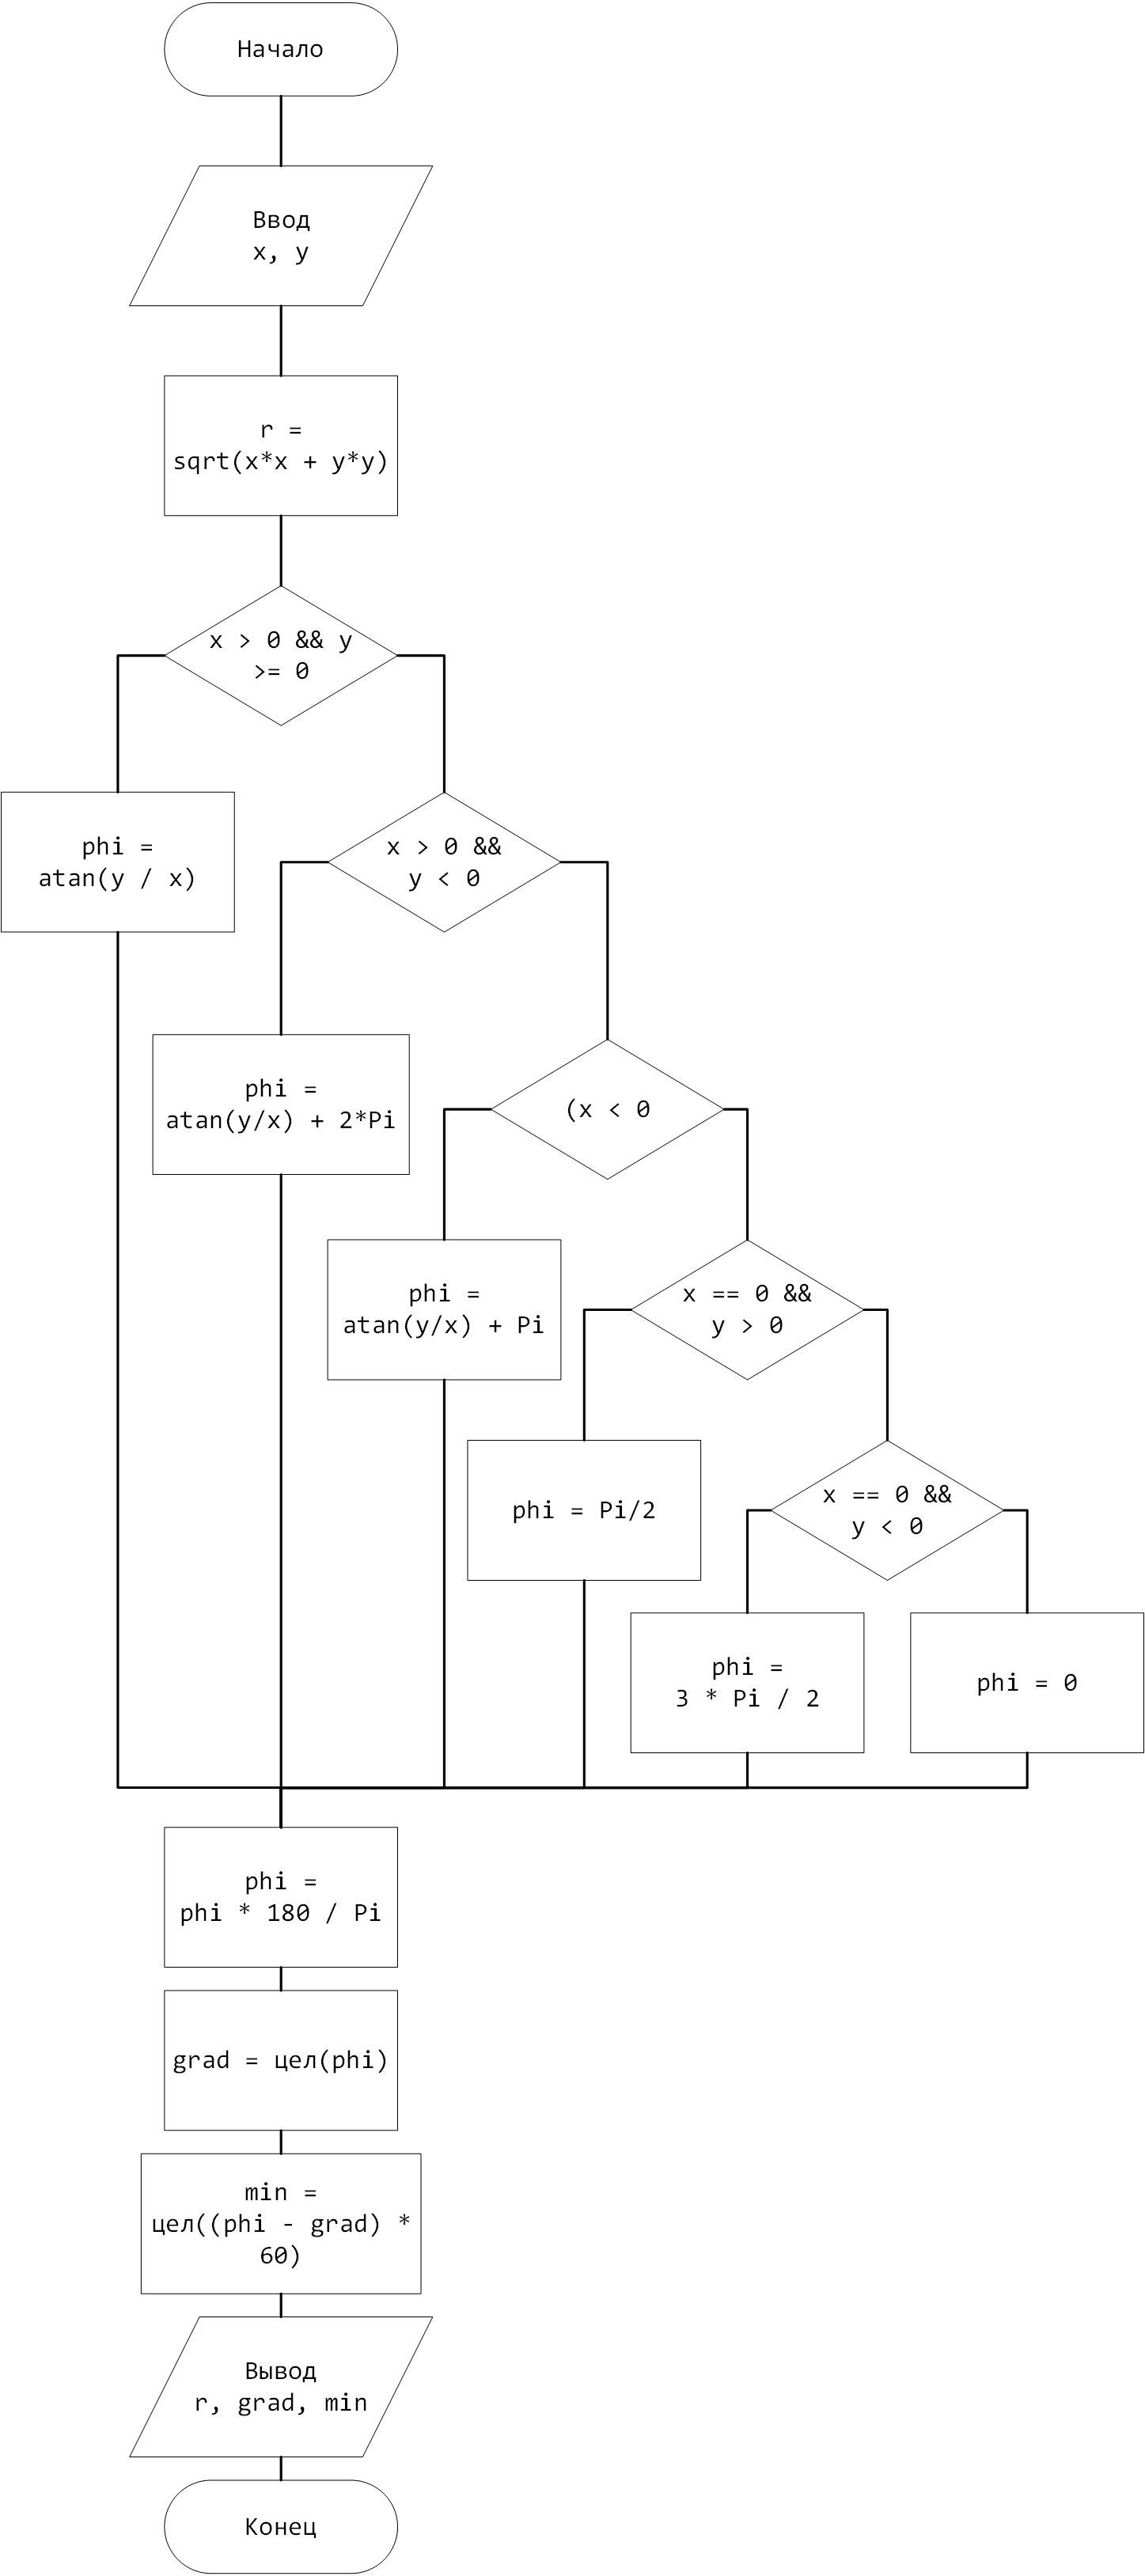 Начало
Ввод
x, y
r =
sqrt(x*x + y*y)
x > 0 && y
>= 0
phi =
atan(y / x)
x > 0 &&
y < 0
phi =
atan(y/x) + 2*Pi
(x < 0
phi =
atan(y/x) + Pi
x == 0 &&
y > 0
phi = Pi/2
x == 0 &&
y < 0
phi =
3 * Pi / 2
phi = 0
phi =
phi * 180 / Pi
grad = цел(phi)
min =
цел((phi - grad) *
60)
Вывод
r, grad, min
Конец